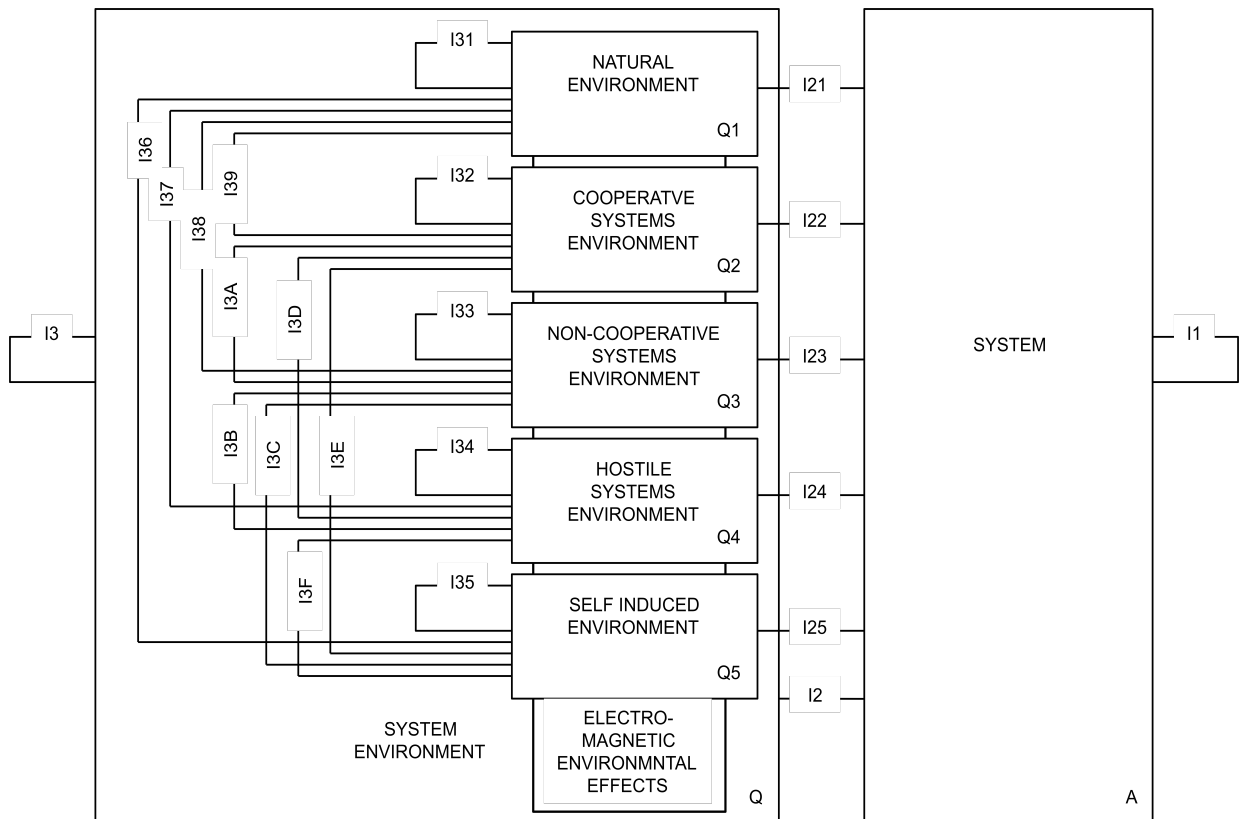 I31
NATURAL
ENVIRONMENT
Q1
I21
I36
I37
I38
I39
I32
COOPERATVE
SYSTEMS
ENVIRONMENT
Q2
I22
I3A
I3D
I3
I33
NON-COOPERATIVE
SYSTEMS
ENVIRONMENT
Q3
I23
SYSTEM
I1
I3B
I3C
I3E
I34
HOSTILE
SYSTEMS
ENVIRONMENT
Q4
I24
I3F
I35
SELF INDUCED
ENVIRONMENT
Q5
I25
I2
SYSTEM
ENVIRONMENT
ELECTRO-
MAGNETIC
ENVIRONMNTAL
EFFECTS
Q
A